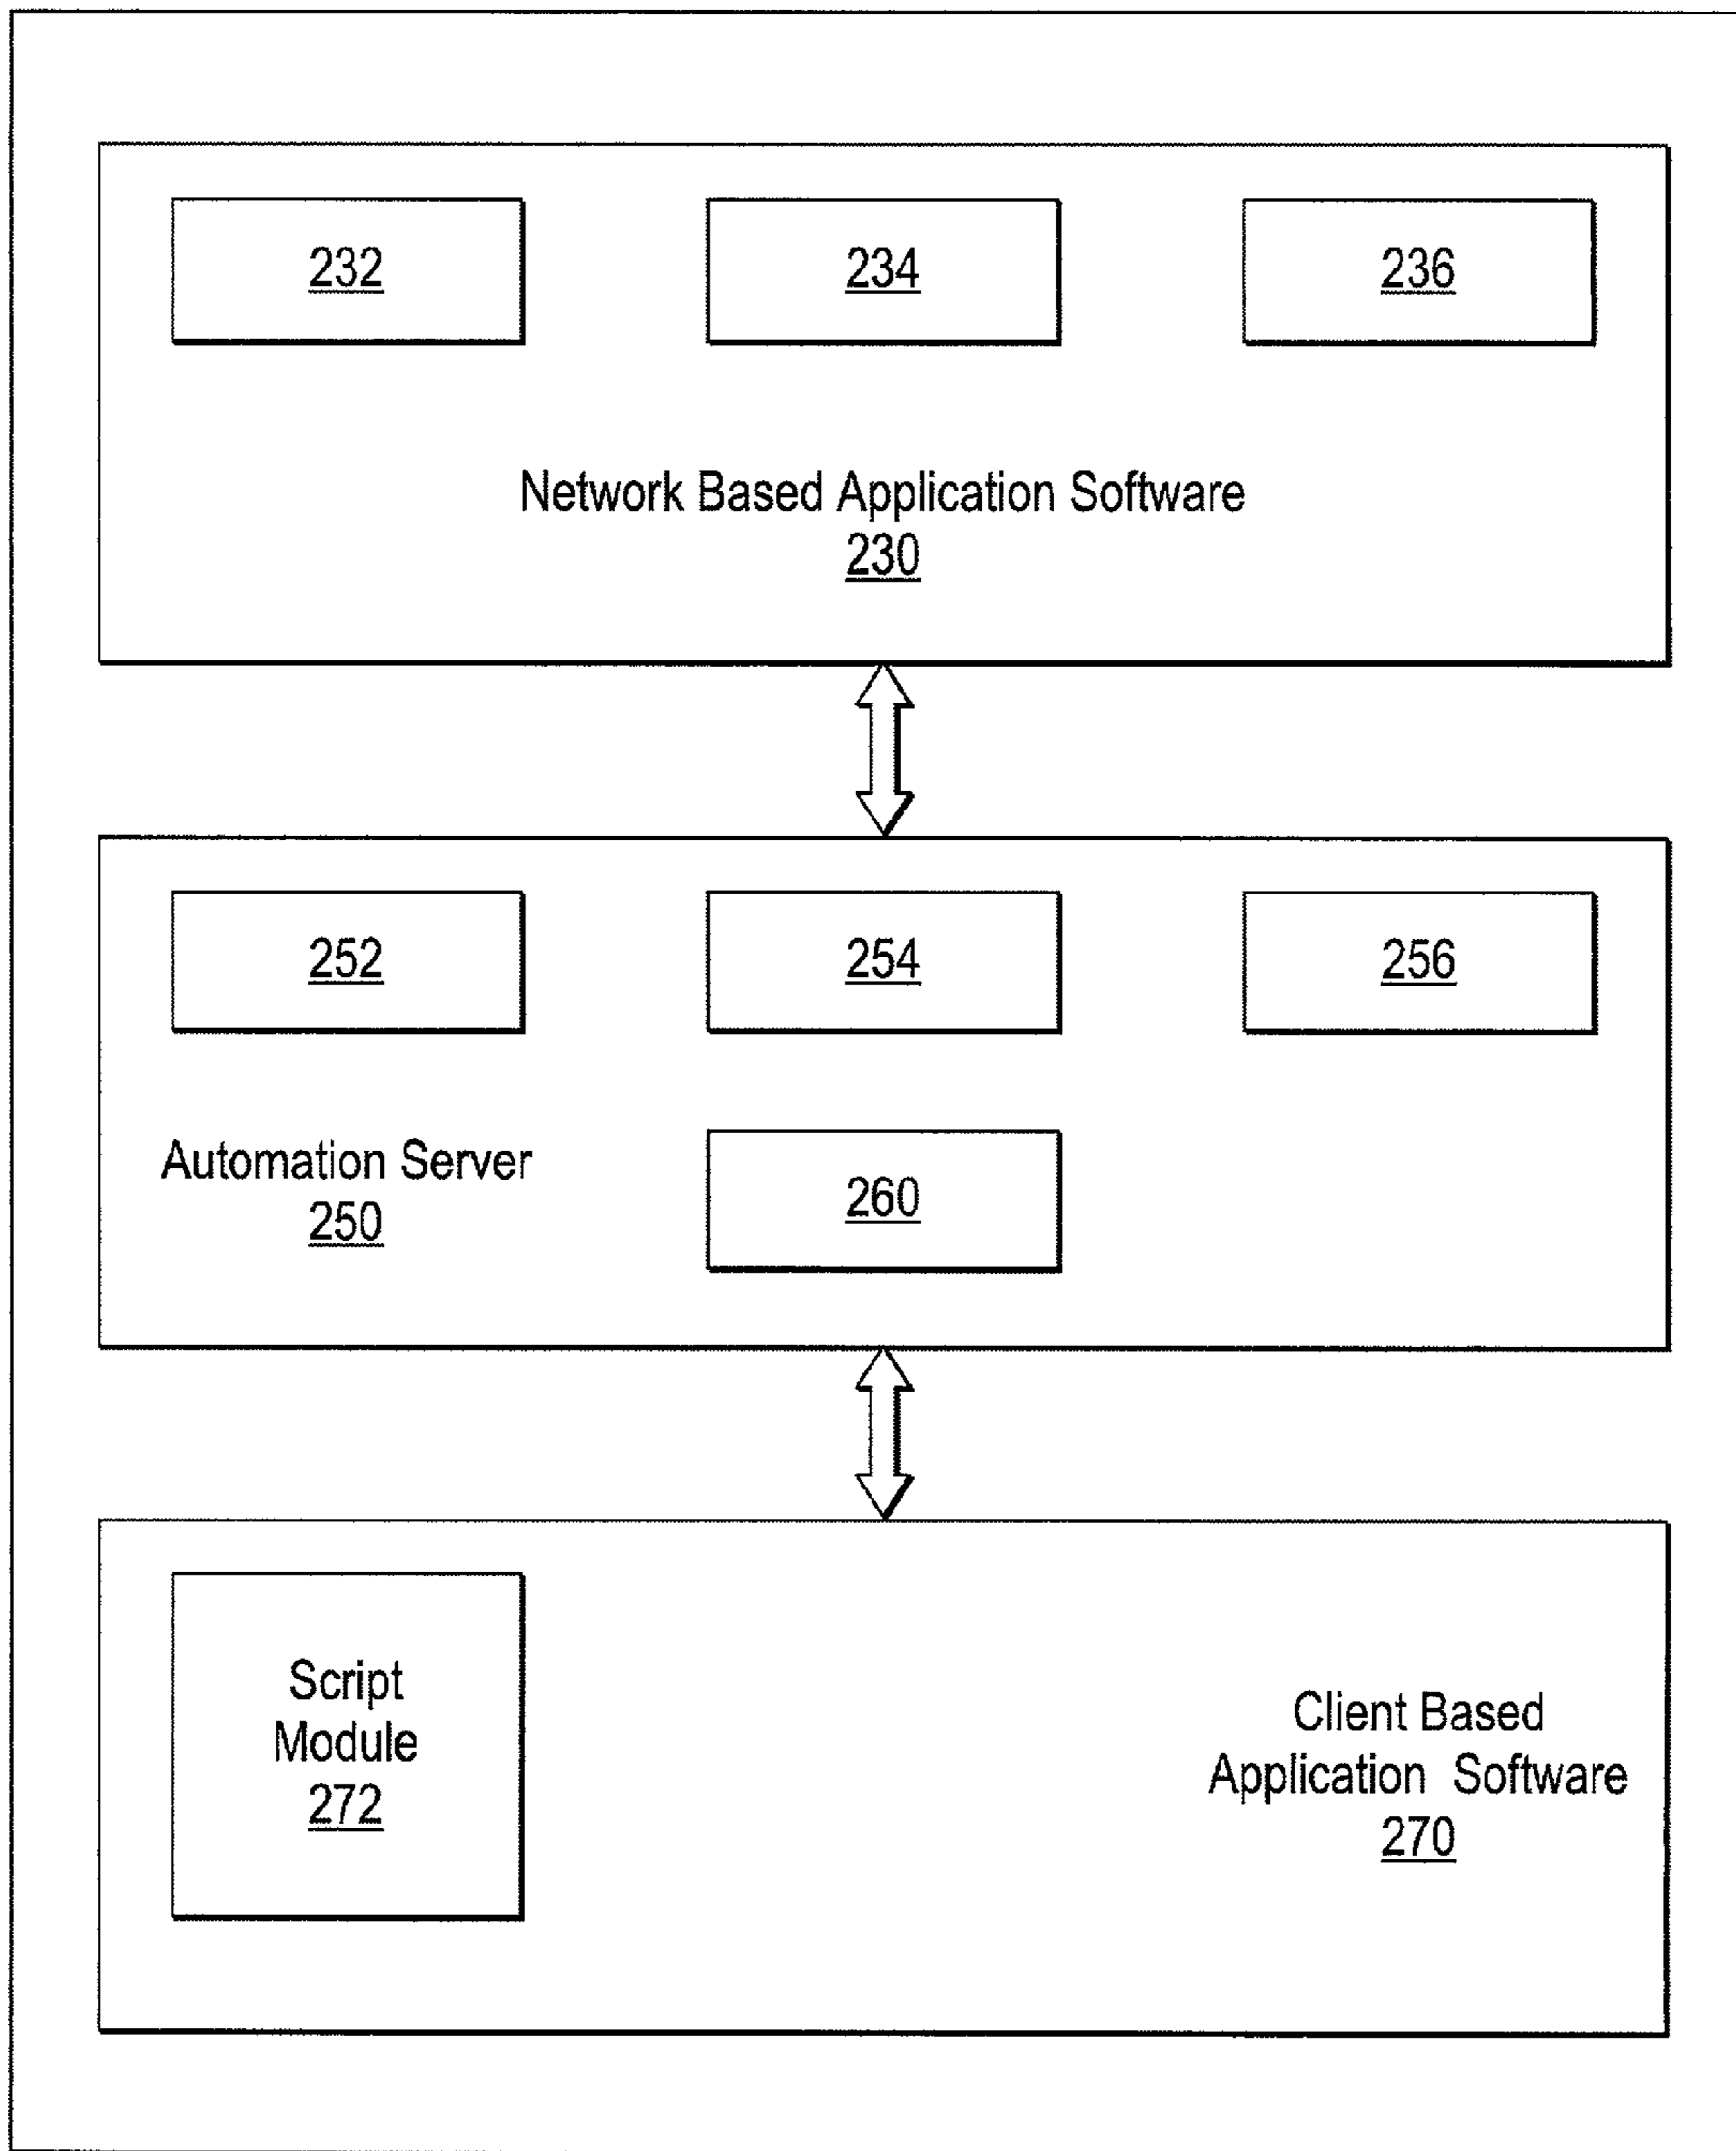 232
234
236
Network Based Application Software
230
252
254
256
Automation Server
250
260
Script
Module
272
Client Based
Application Software
270